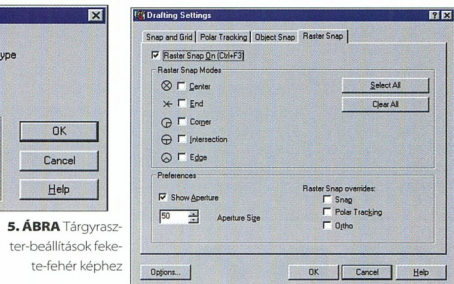 ype
OK
Cancel
Help
5. ÁBRA Tárgyrasz-
ter-beállítások feke-
te-fehér képhez
Drafting Settings
Snap and Grid Polar Tracking Object Snap Raster Snap
Raster Snap On (Ctrl+F3)
Raster Snap Modes
Center
End
Corner
Intersection
Edge
Select All
Clear All
Preferences
Show Aperture
50 Aperture Size
Raster Snap overrides:
Snap
Polar Tracking
Ortho
Options...
OK Cancel Help